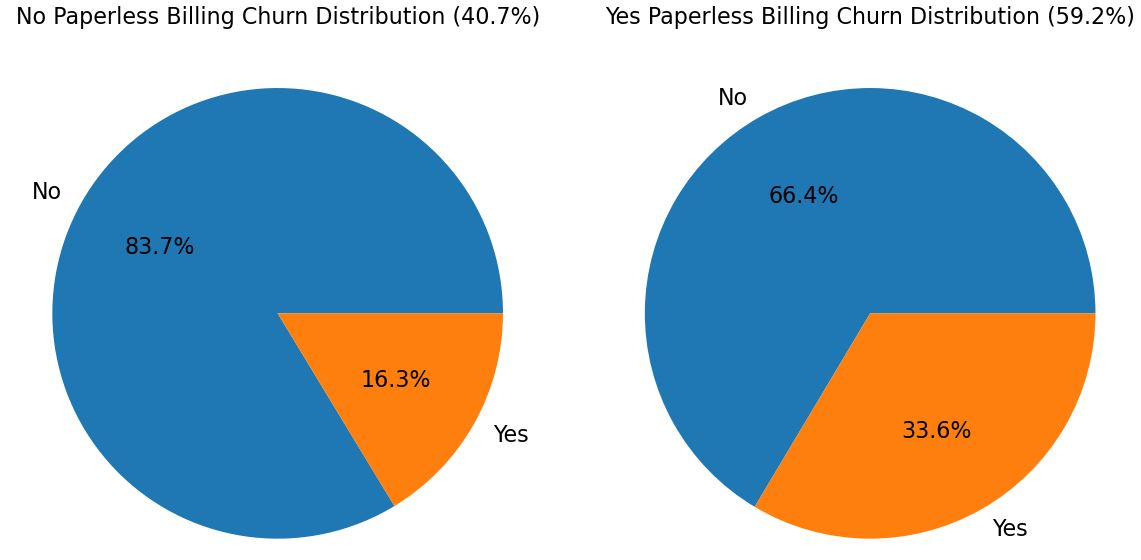 No Paperless Billing Churn Distribution (40.7%)
No
83.7%
16.3%
Yes
Yes Paperless Billing Churn Distribution (59.2%)
No
66.4%
33.6%
Yes